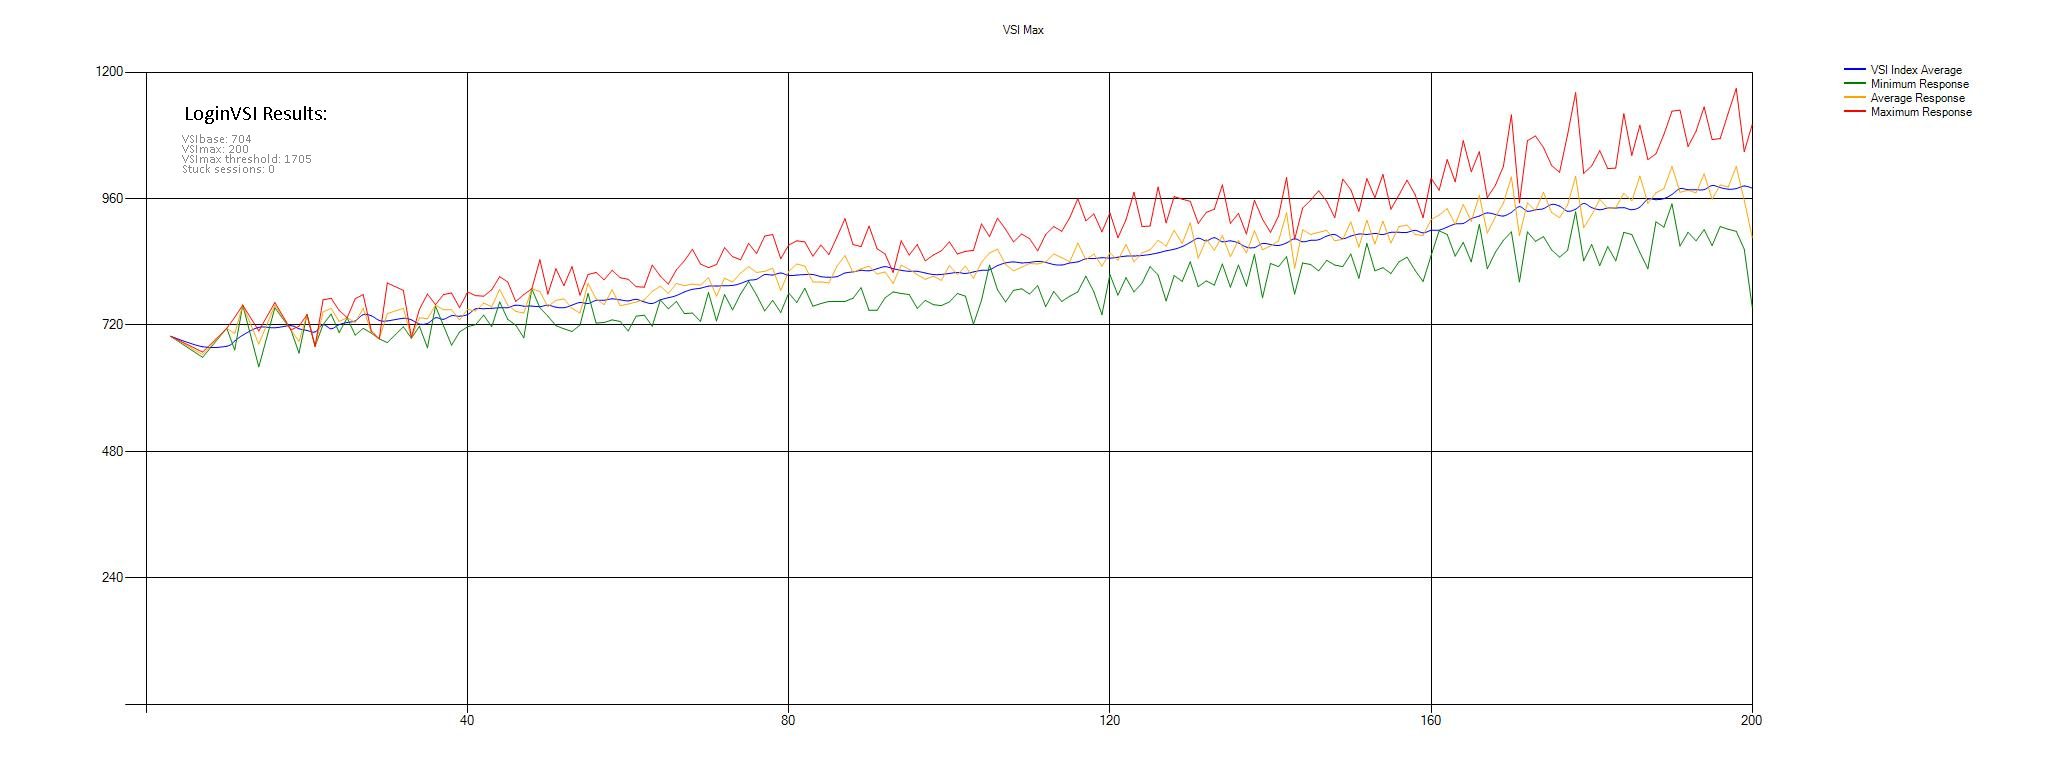 VSI Max
1200
960
720
480
240
LoginVSI Results:
VSIbase: 704
VSImax: 200
VSImax threshold: 1705
Stuck sessions: 0
VSI Index Average
Minimum Response
Average Response
Maximum Response
40 80 120 160 200